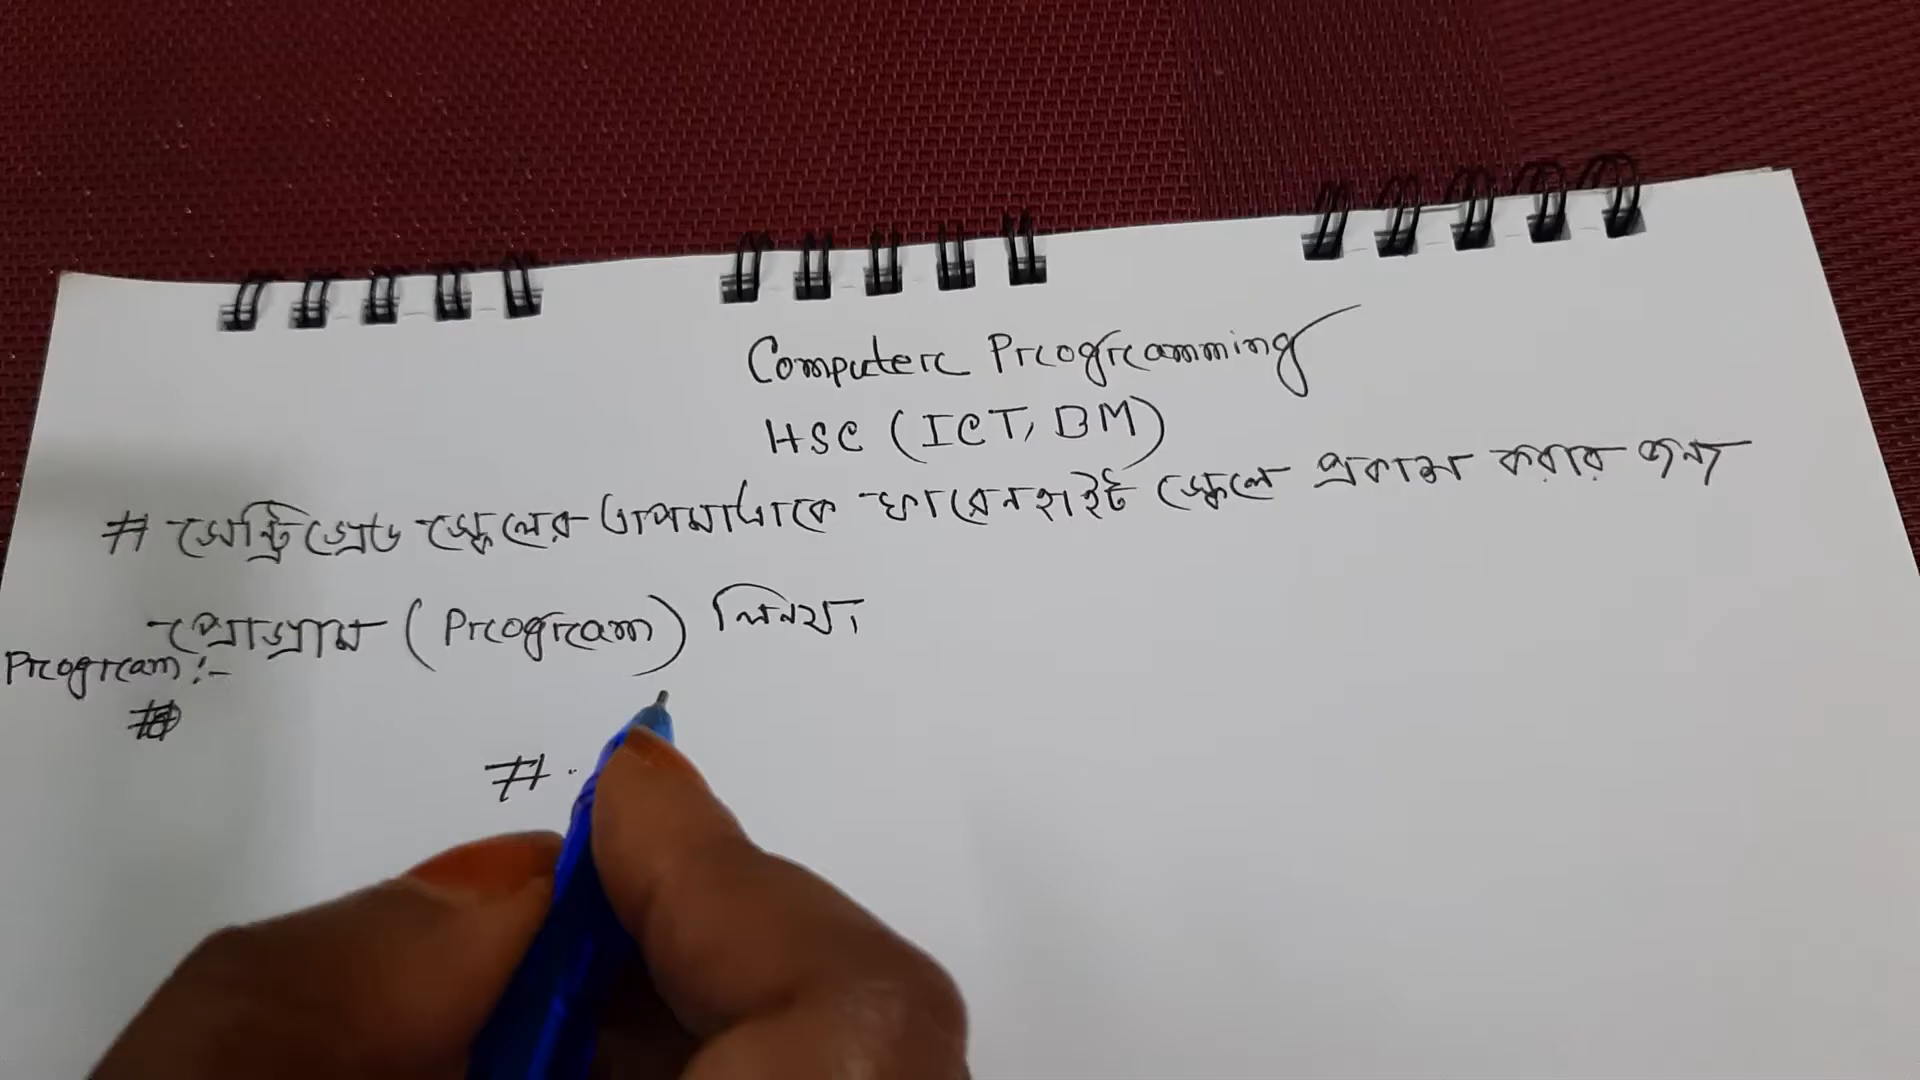 Computer Programming
HSC (ICT, BM)
# সেন্ট্রিগ্রেড স্কেলের তাপমাত্রাকে ফারেনহাইট স্কেলে প্রকাশ করার জন্য
প্রোগ্রাম (Program) লিখ।
Program :-
#